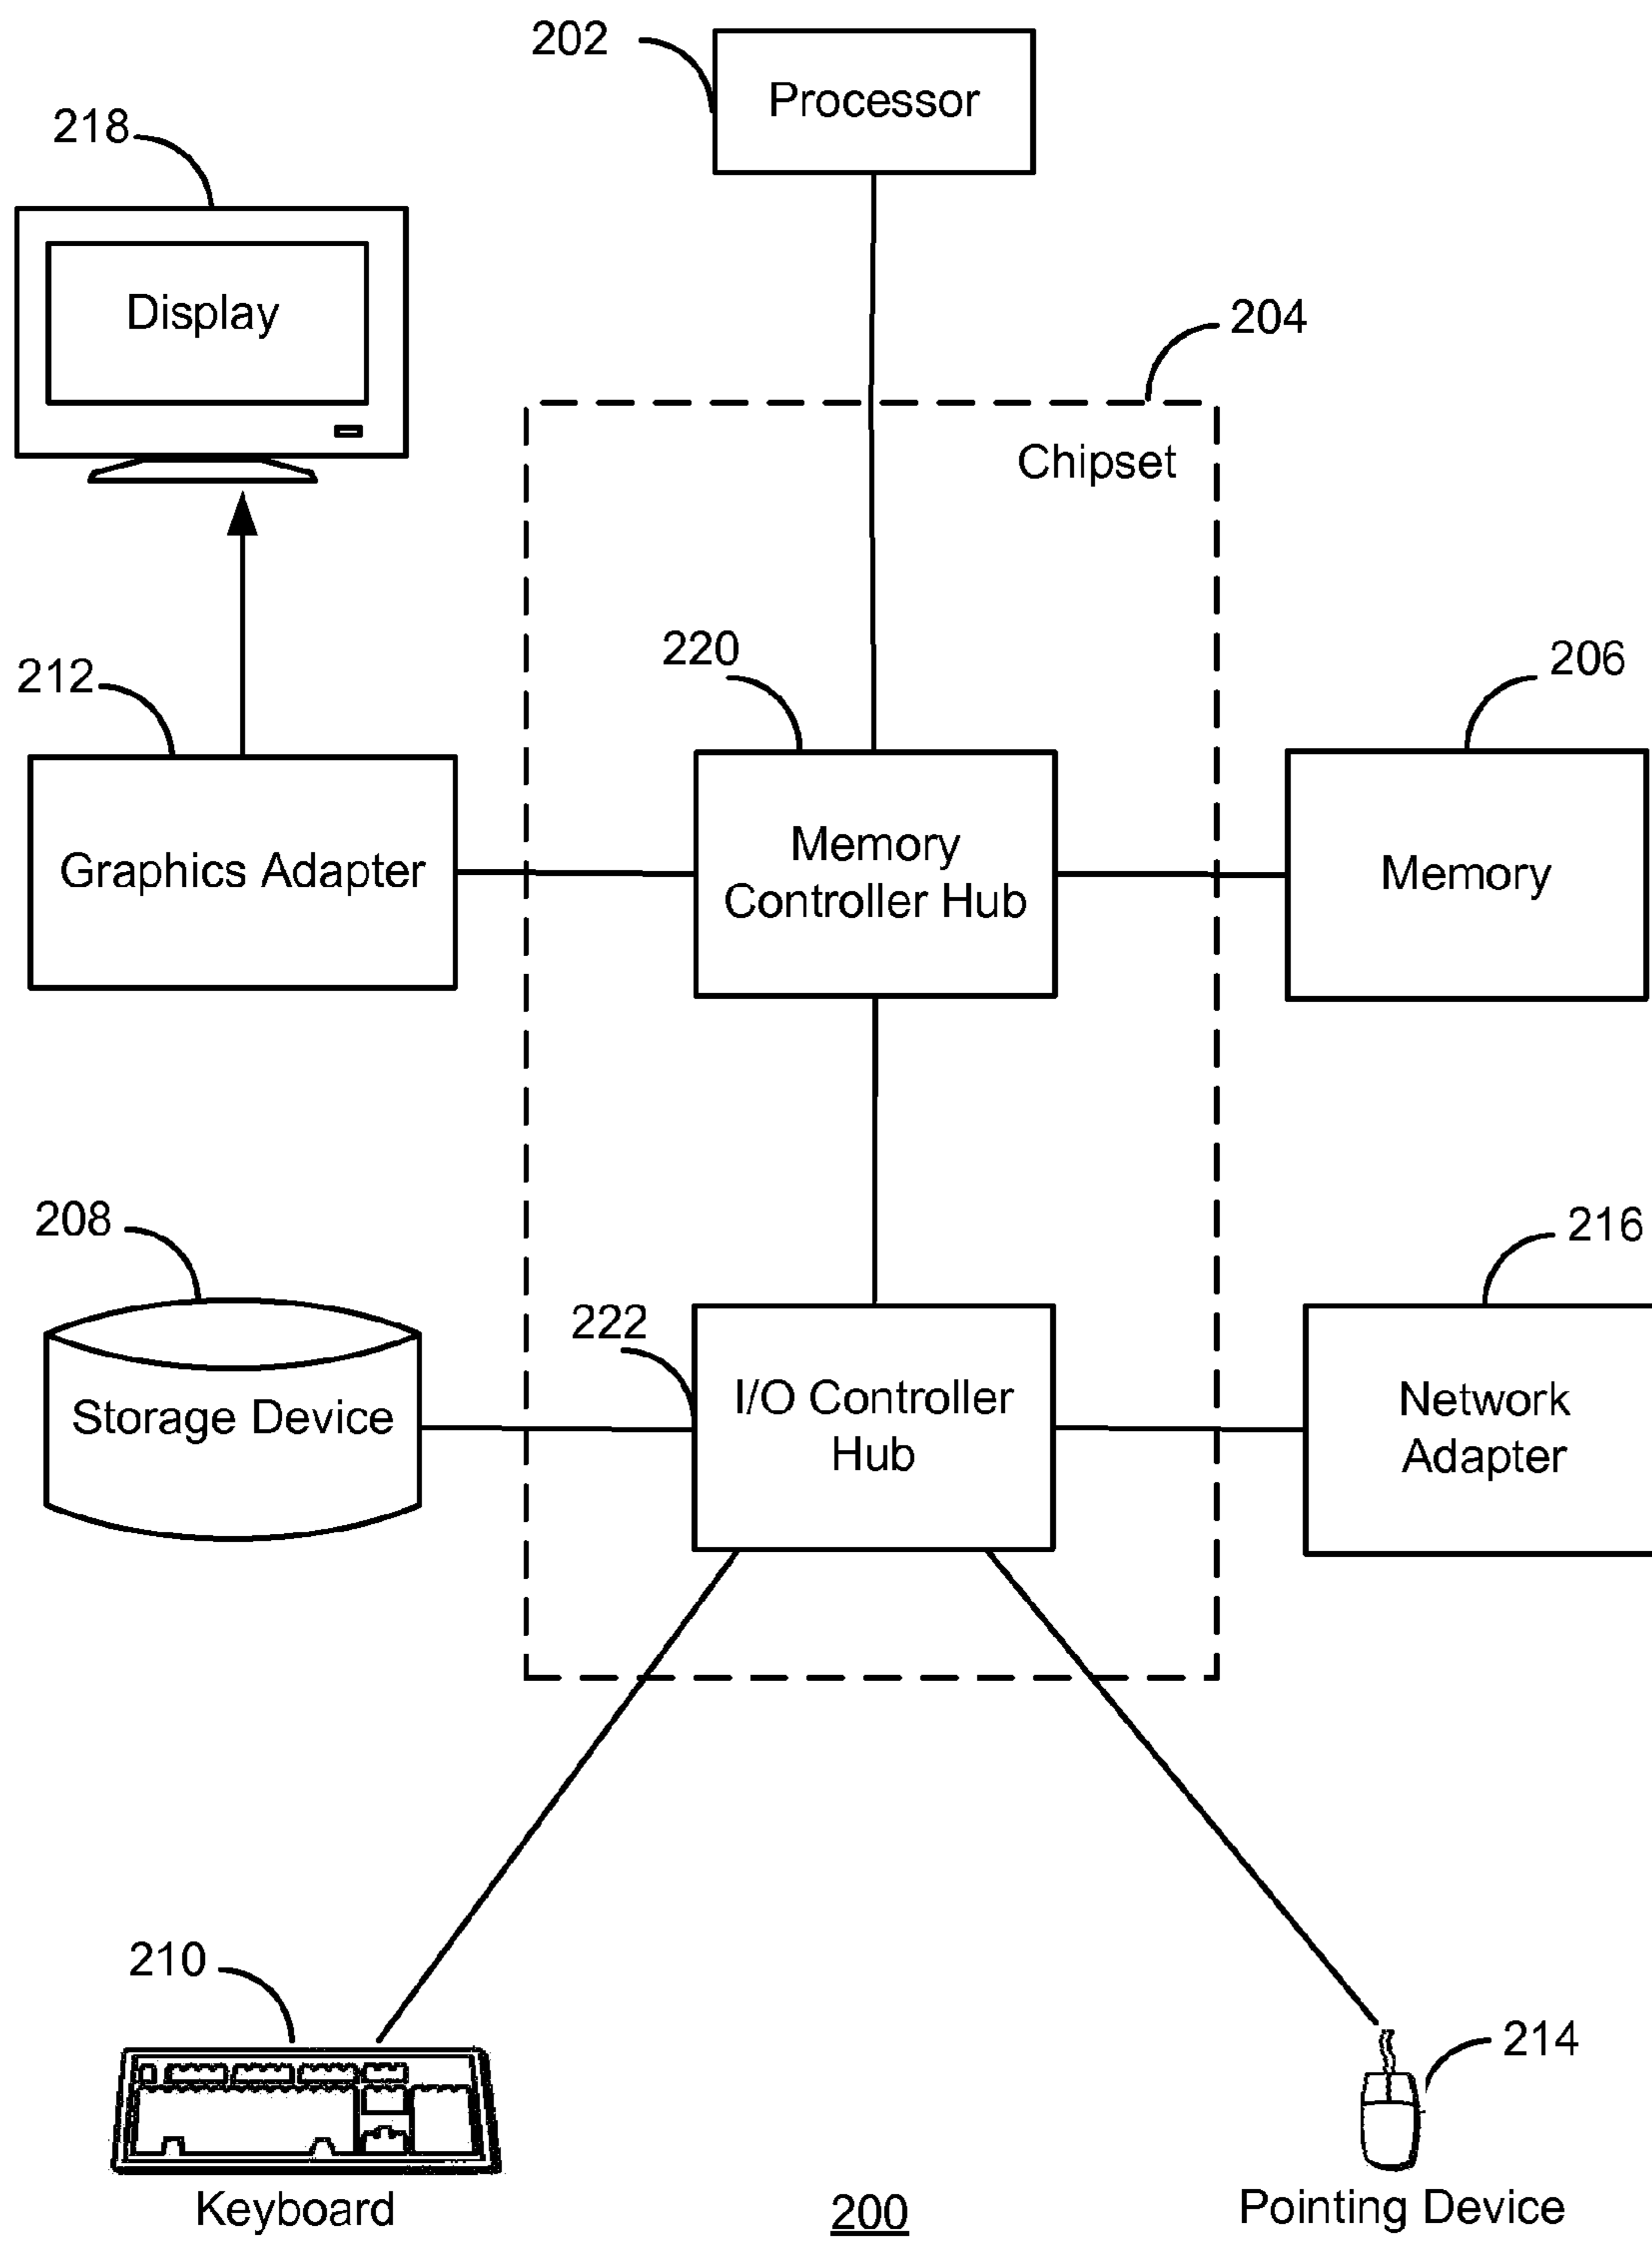 202
Processor
218
Display
204
Chipset
220
206
212
Memory
Controller Hub
Graphics Adapter
Memory
208
216
222
I/O Controller
Hub
Storage Device
Network
Adapter
210
214
Keyboard
200
Pointing Device